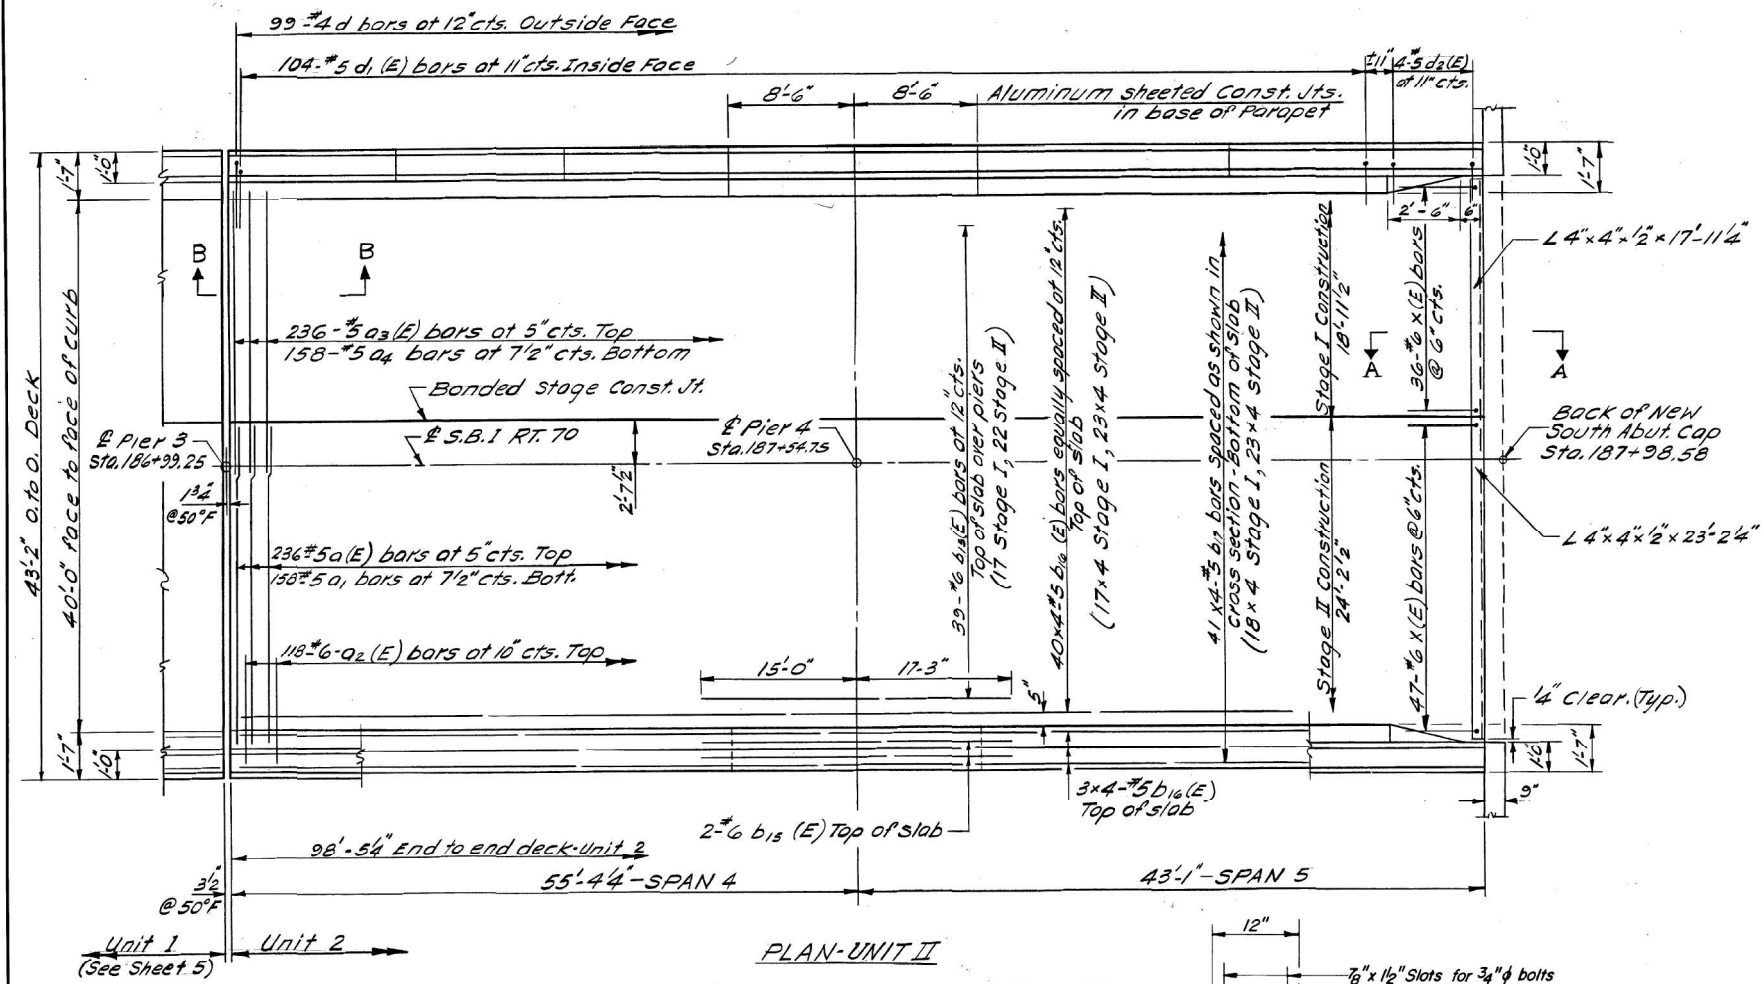 99-#4 d bars at 12" cts. Outside Face
104-#5 d1 (E) bars at 11" cts. Inside Face
±11"
4-#5 d2(E)
at 11" cts.
8'-6"
8'-6"
Aluminum sheeted Const. Jts.
in base of Parapet
1'-7"
1'-0"
1'-0"
1'-7"
2'-6"
6"
L 4"x4"x1/2"x17'-11 1/4"
B
B
43'-2" O. to O. Deck
40'-0" face to face of curb
236-#5 a3(E) bars at 5" cts. Top
158-#5 a4 bars at 7 1/2" cts. Bottom
Bonded Stage Const. Jt.
℄ S.B.I RT. 70
℄ Pier 3
Sta. 186+99.25
1 3/4"
@50°F
℄ Pier 4
Sta. 187+54.75
2'-7 1/2"
39-#6 b15(E) bars at 12" cts.
Top of slab over piers
(17 Stage I, 22 Stage II)
40x4-#5 b16 (E) bars equally spaced at 12" cts.
Top of slab
(17x4 Stage I, 23x4 Stage II)
41x4-#5 b17 bars spaced as shown in
cross section-Bottom of slab
(18x4 Stage I, 23x4 Stage II)
Stage I Construction
18'-11 1/2"
Stage II Construction
24'-2 1/2"
36-#6 x(E) bars
@ 6" cts.
47-#6 x(E) bars @ 6" cts.
A
A
Back of New
South Abut. Cap
Sta. 187+98.58
L 4"x4"x1/2"x23'-2 1/4"
236#5a(E) bars at 5" cts. Top
158#5 a1 bars at 7 1/2" cts. Bott.
118-#6-a2 (E) bars at 10" cts. Top
15'-0"
17'-3"
5"
1/4" Clear. (Typ.)
1'-7"
1'-0"
1'-0"
1'-7"
9"
3x4-#5 b16(E)
Top of slab
2-#6 b15 (E) Top of slab
98'-5 1/4" End to end deck-Unit 2
3 1/2"
@50°F
55'-4 1/4"-SPAN 4
43'-1"-SPAN 5
Unit 1
(See Sheet 5)
Unit 2
PLAN-UNIT II
12"
7/8" x 1 1/2" Slots for 3/4" φ bolts